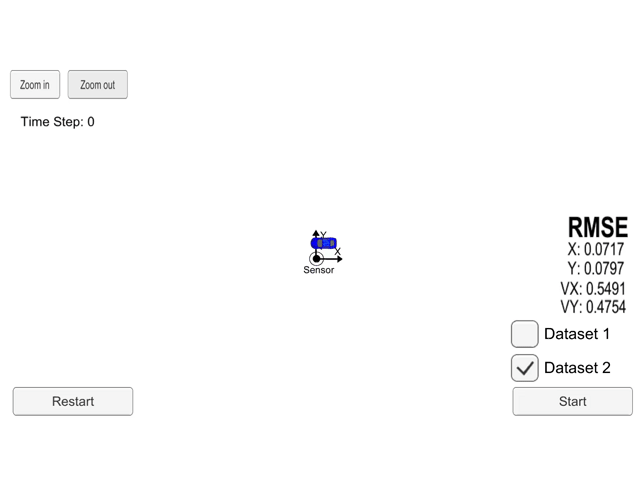 Zoom in
Zoom out
Time Step: 0
Y
X
Sensor
RMSE
X: 0.0717
Y: 0.0797
VX: 0.5491
VY: 0.4754
Dataset 1
Dataset 2
Restart
Start